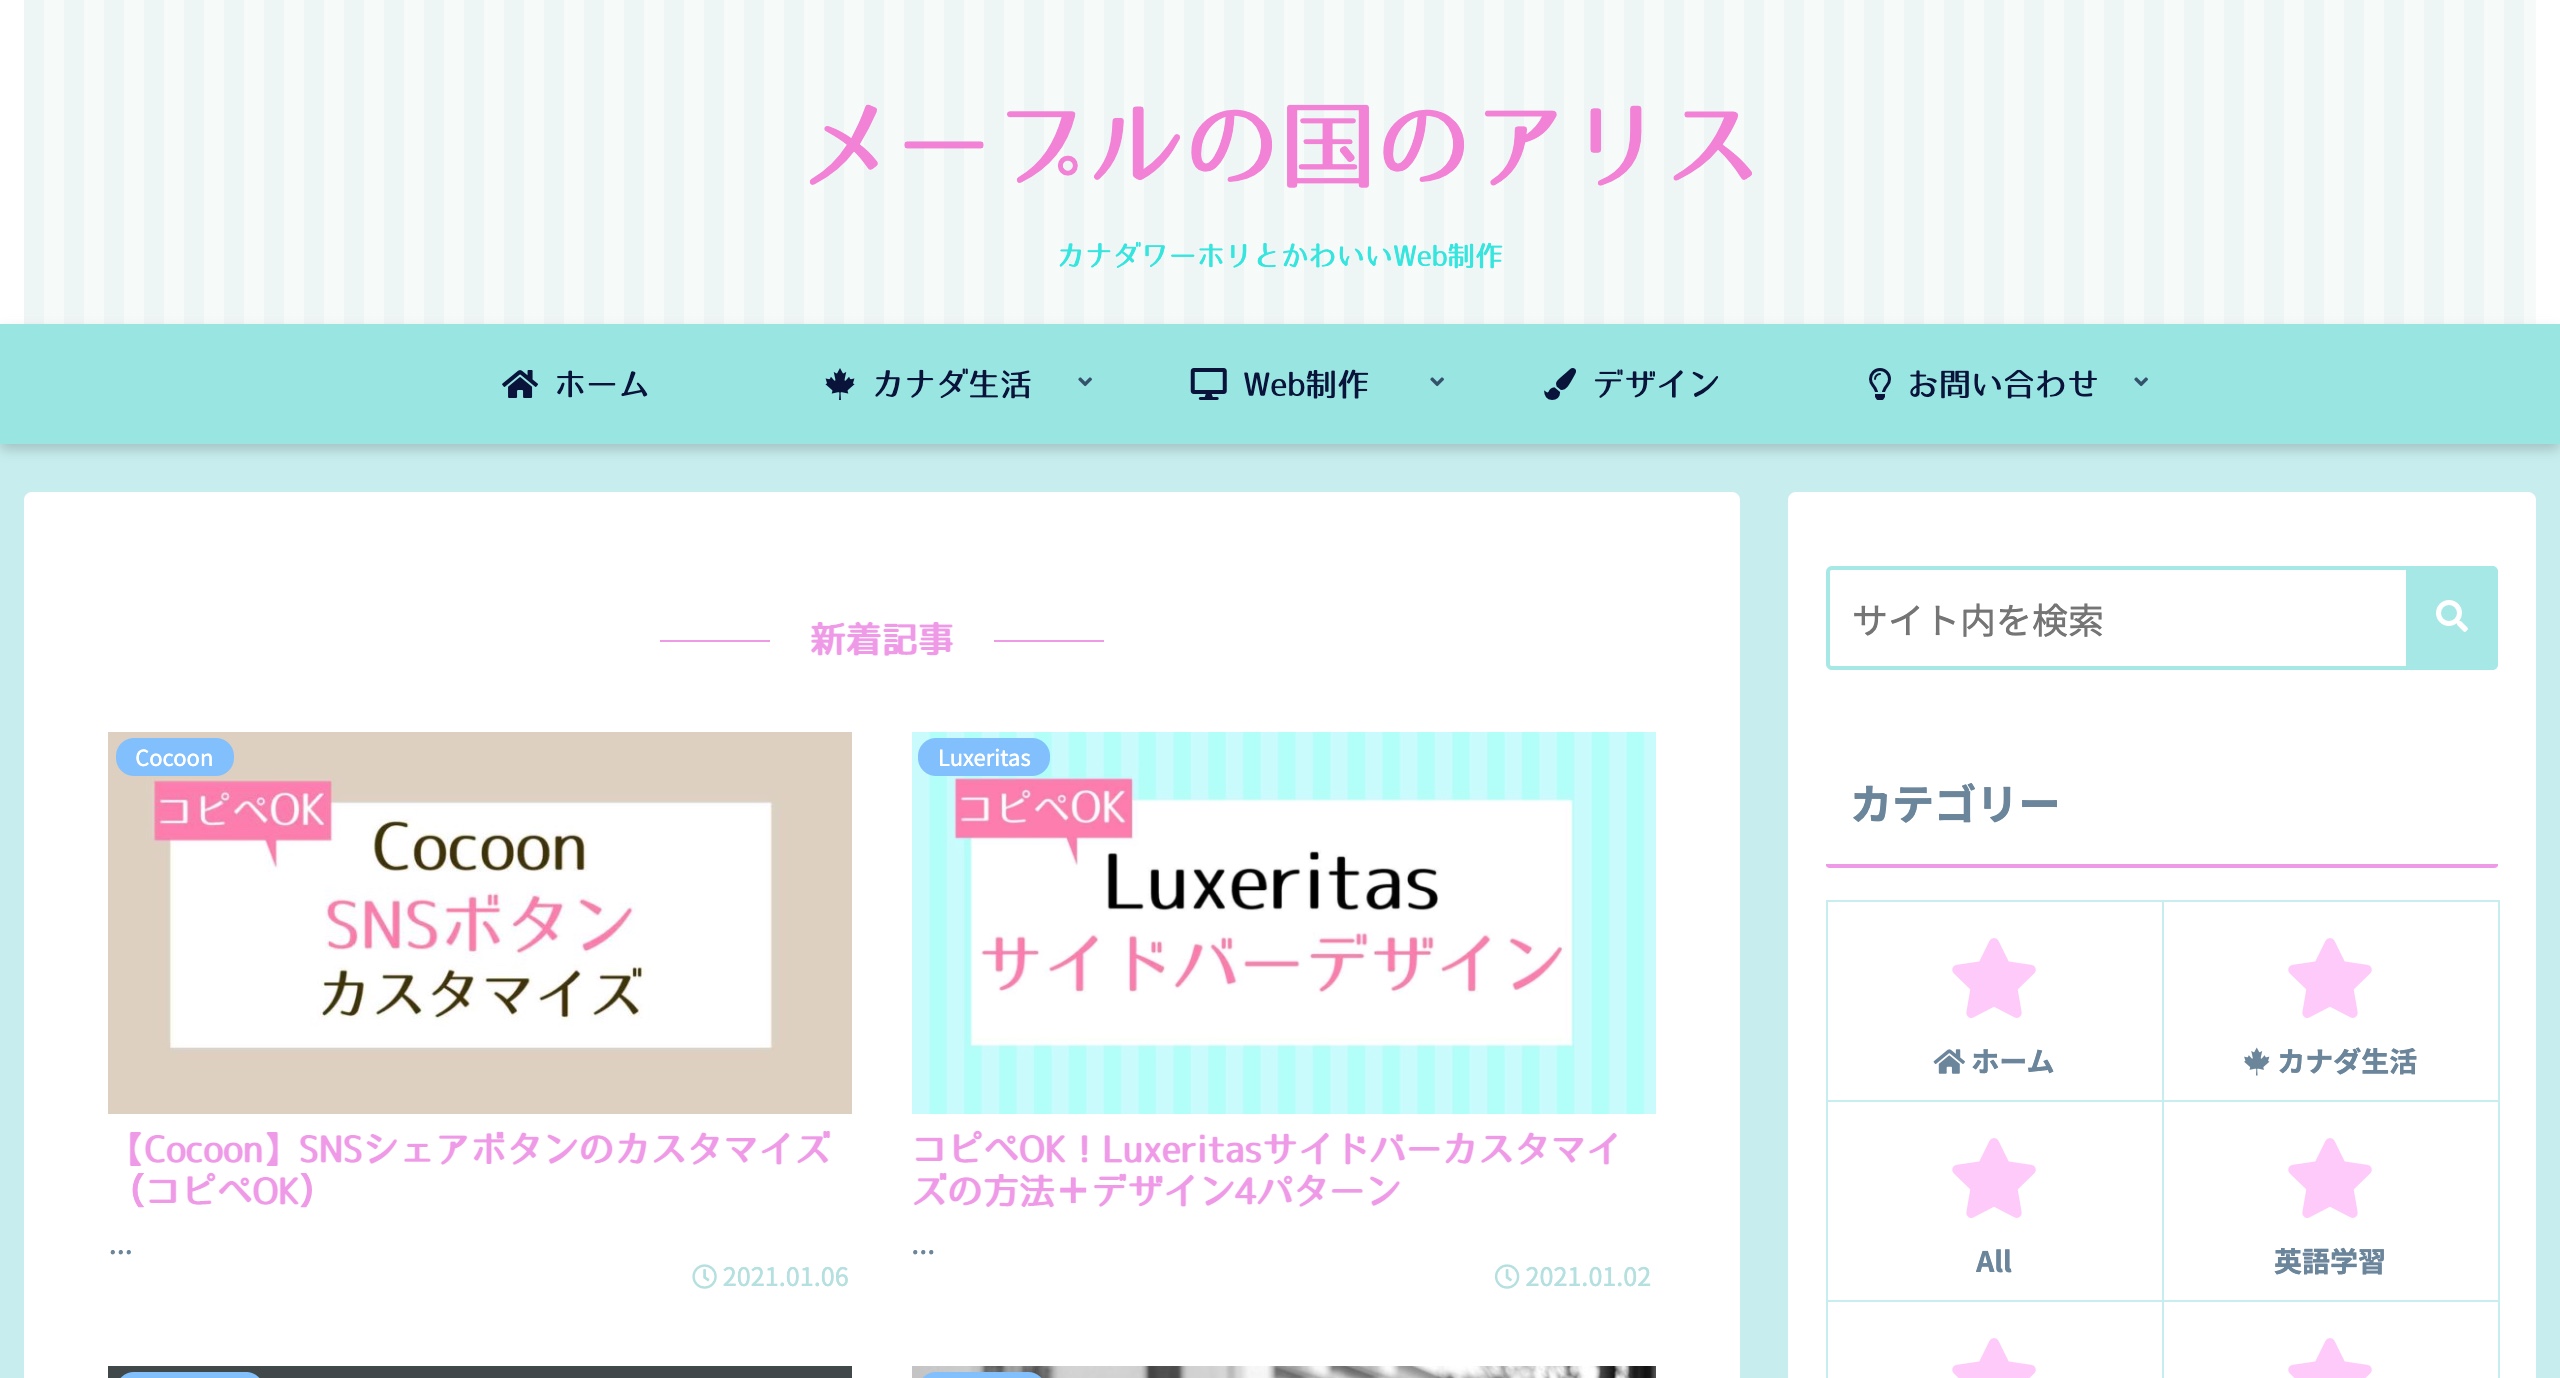 メープルの国のアリス
カナダワーホリとかわいいWeb制作
ホーム
カナダ生活
Web制作
デザイン
お問い合わせ
新着記事
サイト内を検索
カテゴリー
Cocoon
コピペOK
Cocoon
SNSボタン
カスタマイズ
Luxeritas
コピペOK
Luxeritas
サイドバーデザイン
【Cocoon】SNSシェアボタンのカスタマイズ
（コピペOK）
...
2021.01.06
コピペOK！Luxeritasサイドバーカスタマイ
ズの方法＋デザイン4パターン
...
2021.01.02
ホーム
カナダ生活
All
英語学習